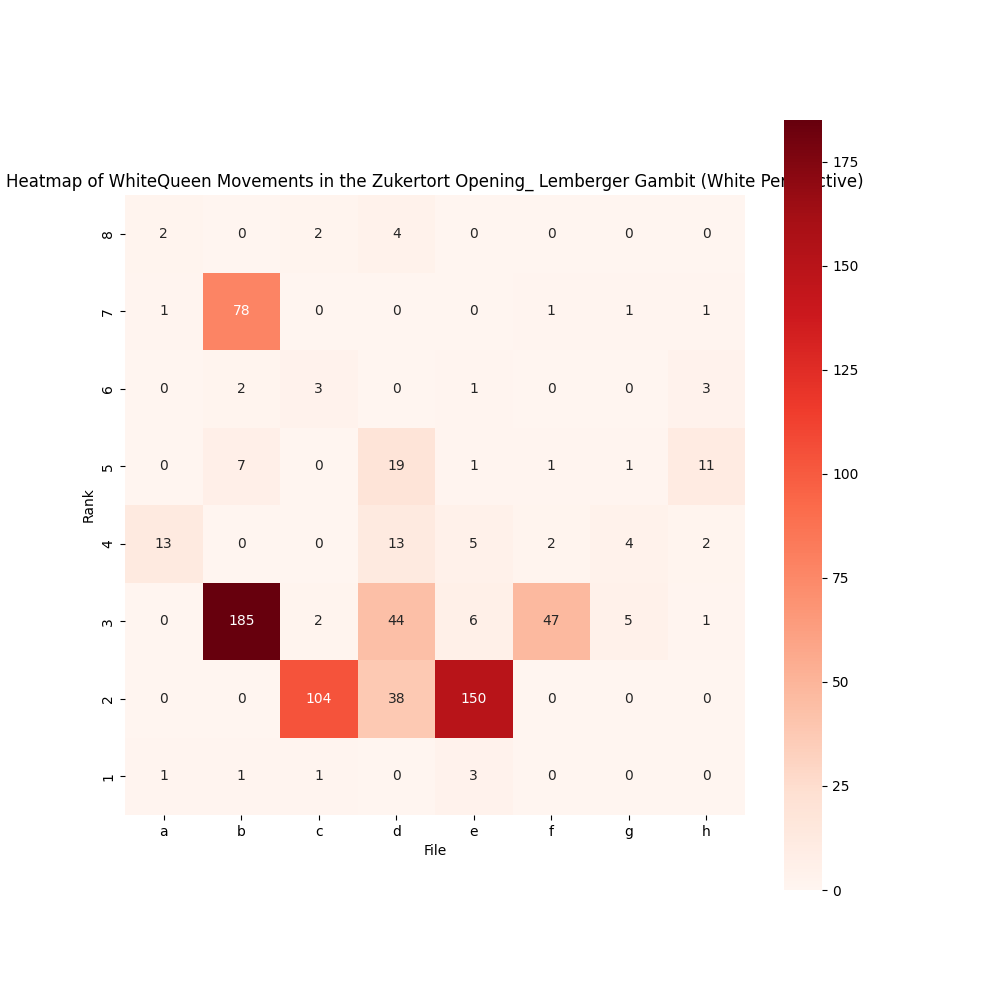 Heatmap of WhiteQueen Movements in the Zukertort Opening_ Lemberger Gambit (White Per ctive)
8 2 0 2 4 0 0 0 0
7 1 78 0 0 0 1 1 1
6 0 2 3 0 1 0 0 3
5 0 7 0 19 1 1 1 11
4 13 0 0 13 5 2 4 2
3 0 185 2 44 6 47 5 1
2 0 0 104 38 150 0 0 0
1 1 1 1 0 3 0 0 0
a b c d e f g h
File
Rank
175
150
125
100
75
50
25
0